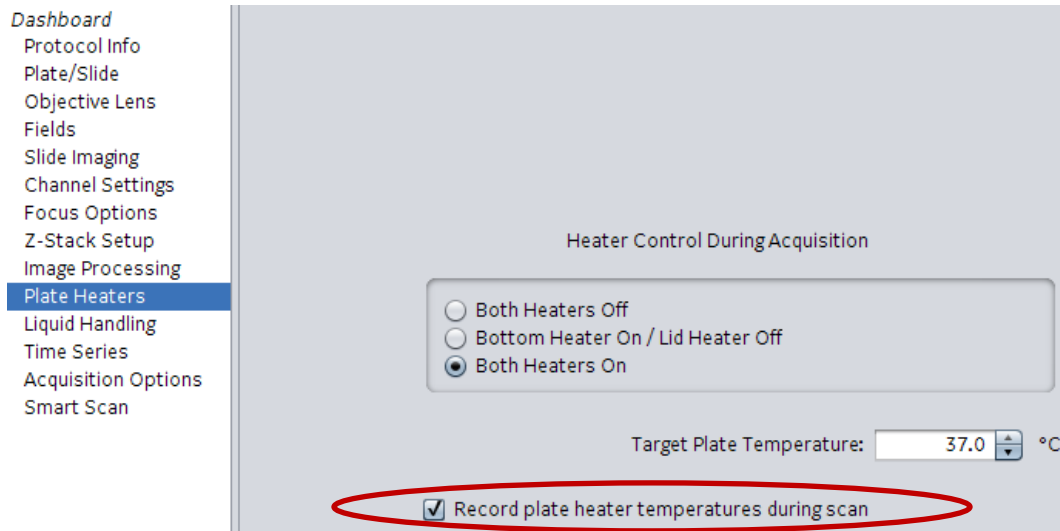 Dashboard
Protocol Info
Plate/Slide
Objective Lens
Fields
Slide Imaging
Channel Settings
Focus Options
Z-Stack Setup
Image Processing
Plate Heaters
Liquid Handling
Time Series
Acquisition Options
Smart Scan
Heater Control During Acquisition
Both Heaters Off
Bottom Heater On / Lid Heater Off
Both Heaters On
Target Plate Temperature: 37.0 °C
Record plate heater temperatures during scan